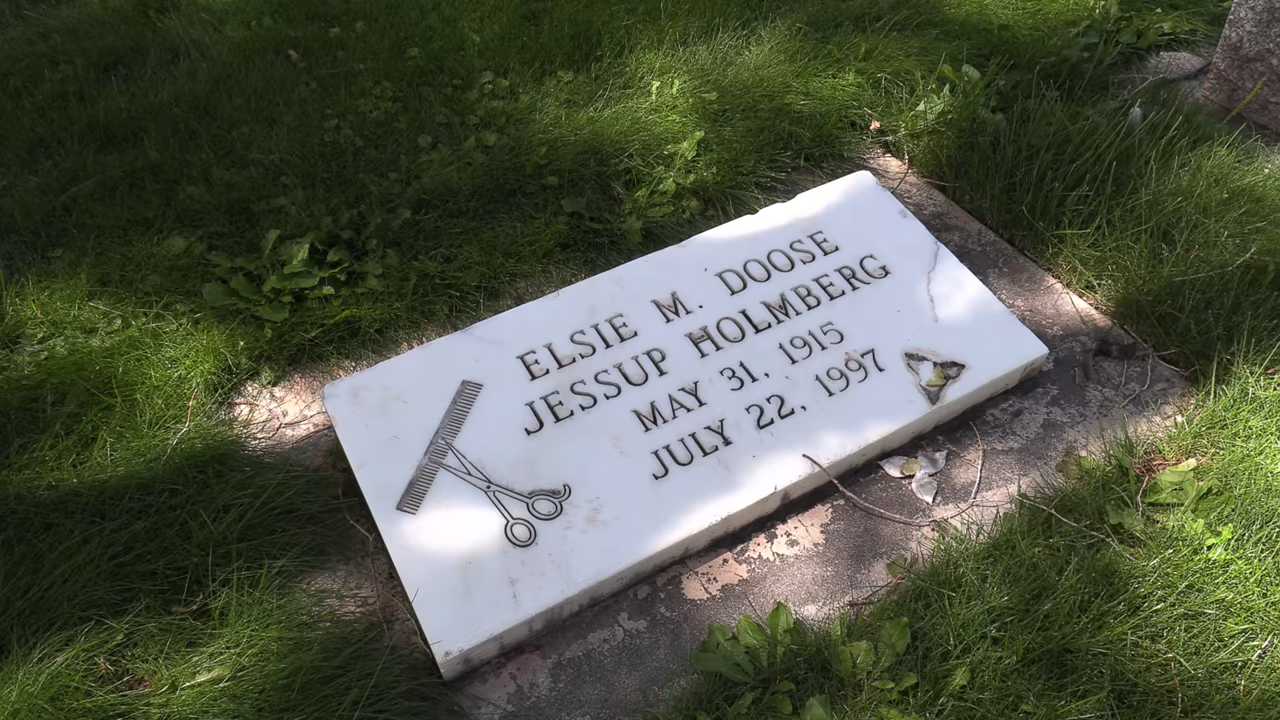 ELSIE M. DOOSE
JESSUP HOLMBERG
MAY 31, 1915
JULY 22, 1997